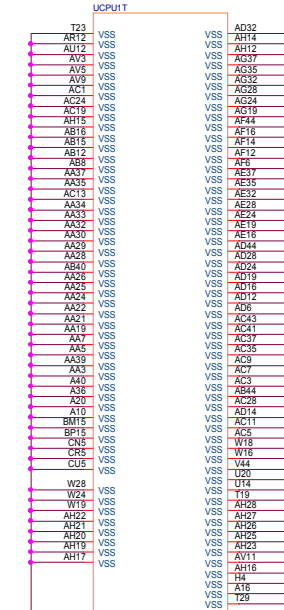 UCPU1T
T23 VSS VSS AD32
AR12 VSS VSS AH14
AU12 VSS VSS AH12
AV3 VSS VSS AG37
AV5 VSS VSS AG35
AV9 VSS VSS AG32
AC1 VSS VSS AG28
AC24 VSS VSS AG24
AC19 VSS VSS AG19
AH15 VSS VSS AF44
AB16 VSS VSS AF16
AB15 VSS VSS AF14
AB12 VSS VSS AF12
AB8 VSS VSS AF6
AA37 VSS VSS AE37
AA35 VSS VSS AE35
AC13 VSS VSS AE32
AA34 VSS VSS AE28
AA33 VSS VSS AE24
AA32 VSS VSS AE19
AA30 VSS VSS AE16
AA29 VSS VSS AD44
AA28 VSS VSS AD28
AB40 VSS VSS AD24
AA26 VSS VSS AD19
AA25 VSS VSS AD16
AA24 VSS VSS AD12
AA22 VSS VSS AD6
AA21 VSS VSS AC43
AA19 VSS VSS AC41
AA7 VSS VSS AC37
AA5 VSS VSS AC35
AA39 VSS VSS AC9
AA3 VSS VSS AC7
A40 VSS VSS AC3
A36 VSS VSS AB44
A20 VSS VSS AC28
A10 VSS VSS AD14
BM15 VSS VSS AC11
BP15 VSS VSS AC5
CN5 VSS VSS W18
CR5 VSS VSS W16
CU5 VSS VSS V44
VSS U20
W28 VSS VSS U14
W24 VSS VSS T19
W19 VSS VSS AH28
AH22 VSS VSS AH27
AH21 VSS VSS AH26
AH20 VSS VSS AH25
AH19 VSS VSS AH23
AH17 VSS VSS AV11
VSS AH16
VSS H4
VSS A16
VSS T29